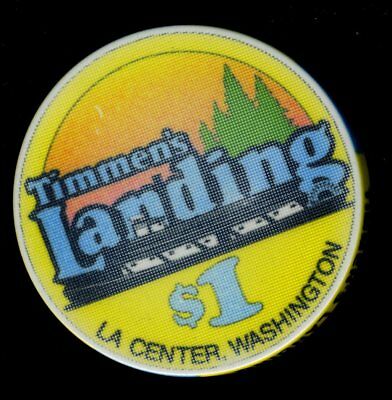 Timmen's
Landing
$1
LA CENTER, WASHINGTON